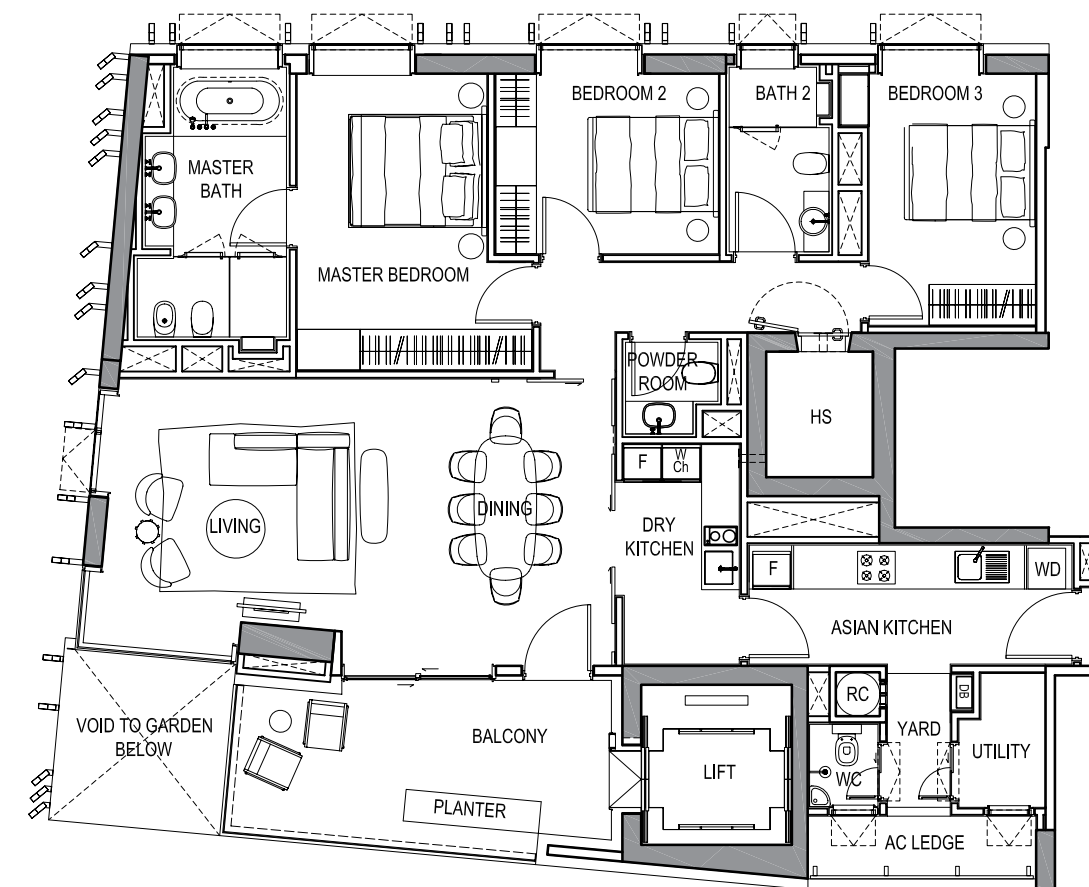 BEDROOM 2
BATH 2
BEDROOM 3
MASTER
BATH
MASTER BEDROOM
POWDER
ROOM
HS
F
W
Ch
LIVING
DINING
DRY
KITCHEN
F
WD
ASIAN KITCHEN
RC
DB
VOID TO GARDEN
BELOW
BALCONY
YARD
UTILITY
LIFT
WC
PLANTER
AC LEDGE